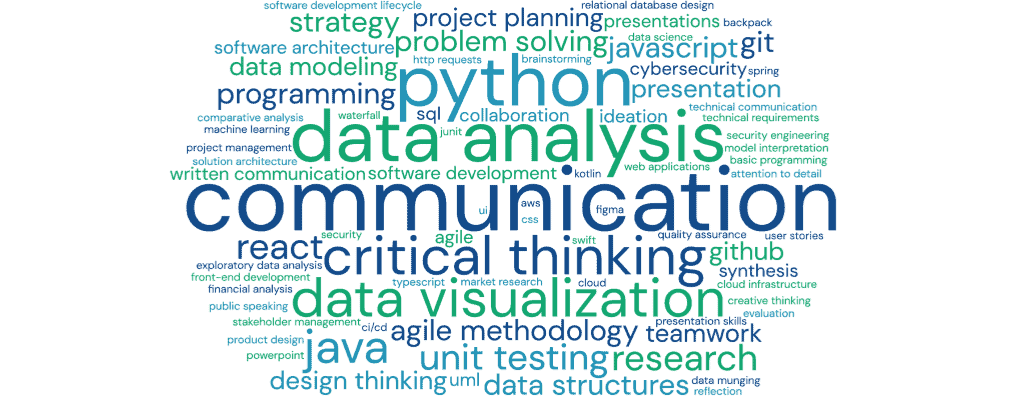 software development lifecycle
relational database design
strategy
project planning
presentations
backpack
software architecture
problem solving
data science
javascript
git
data modeling
http requests
brainstorming
python
cybersecurity
spring
programming
presentation
comparative analysis
waterfall
sql
collaboration
ideation
technical communication
technical requirements
machine learning
data analysis
junit
security engineering
project management
model interpretation
solution architecture
basic programming
written communication
software development
kotlin
web applications
attention to detail
communication
ui
aws
css
figma
security
agile
swift
quality assurance
user stories
react
critical thinking
github
exploratory data analysis
synthesis
front-end development
typescript
market research
cloud
cloud infrastructure
financial analysis
data visualization
creative thinking
public speaking
evaluation
stakeholder management
ci/cd
agile methodology
presentation skills
teamwork
product design
java
powerpoint
unit testing
research
design thinking
uml
data structures
data munging
reflection